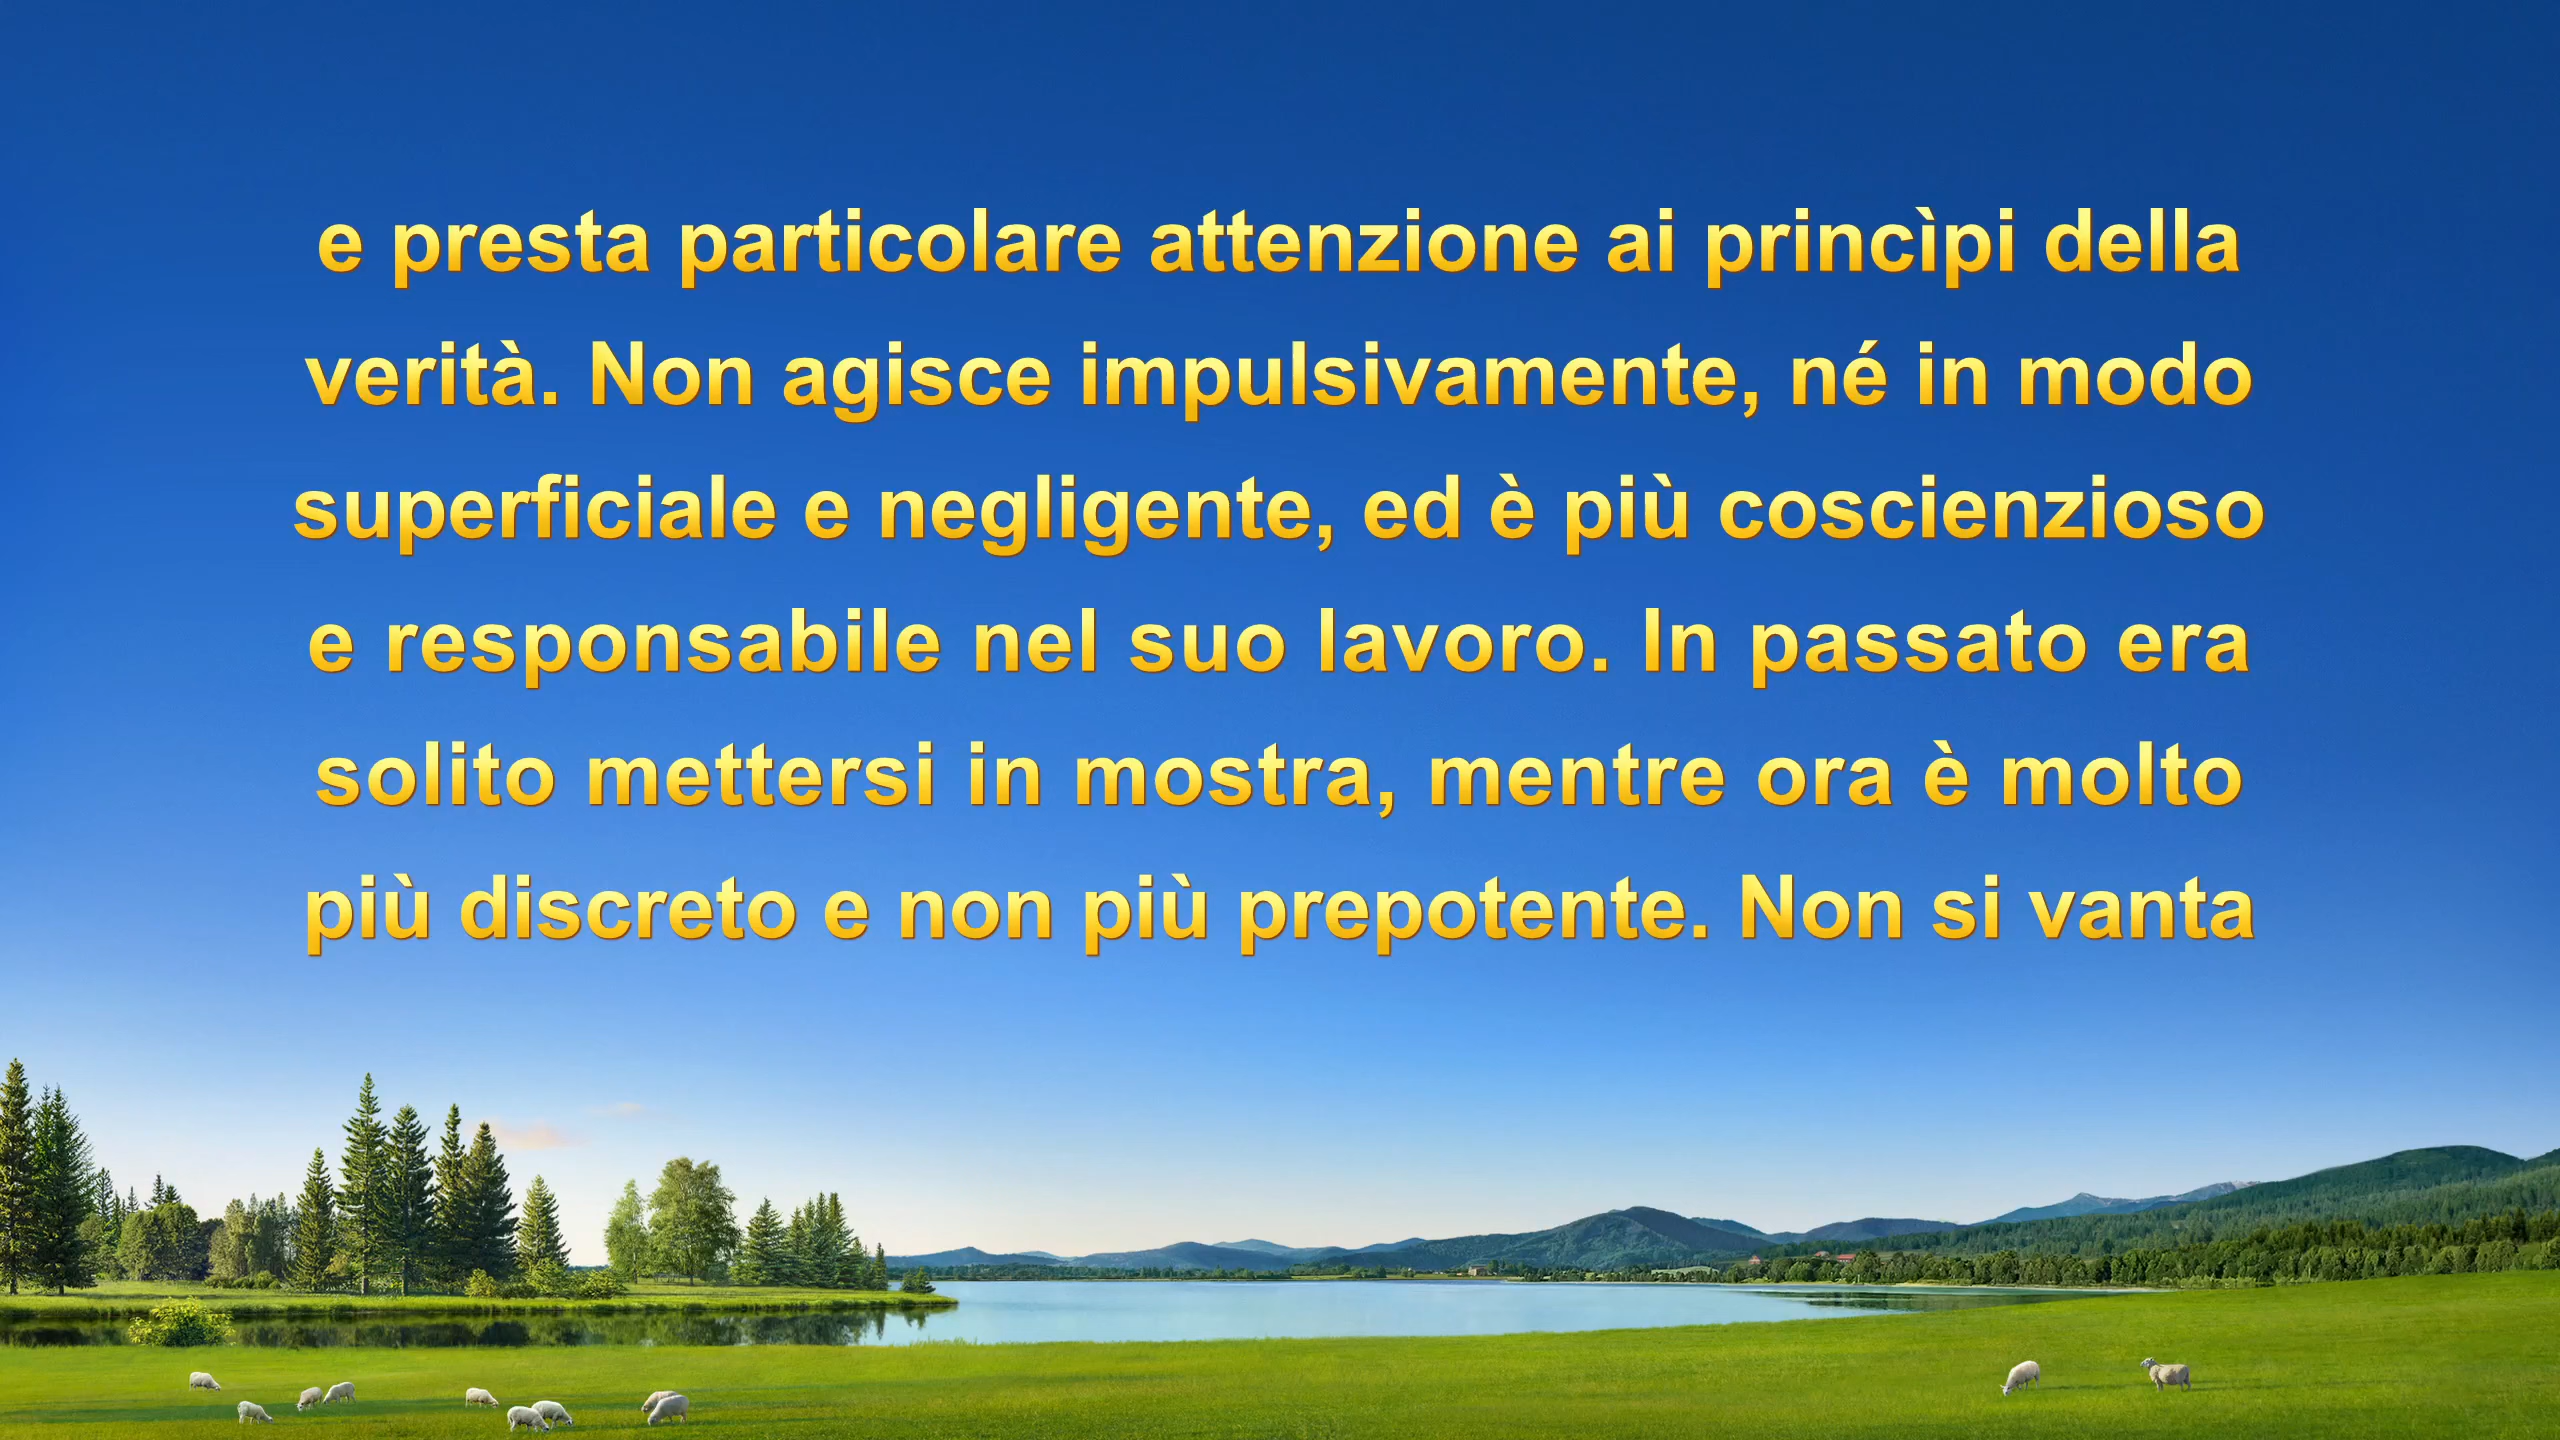 e presta particolare attenzione ai princìpi della
verità. Non agisce impulsivamente, né in modo
superficiale e negligente, ed è più coscienzioso
e responsabile nel suo lavoro. In passato era
solito mettersi in mostra, mentre ora è molto
più discreto e non più prepotente. Non si vanta